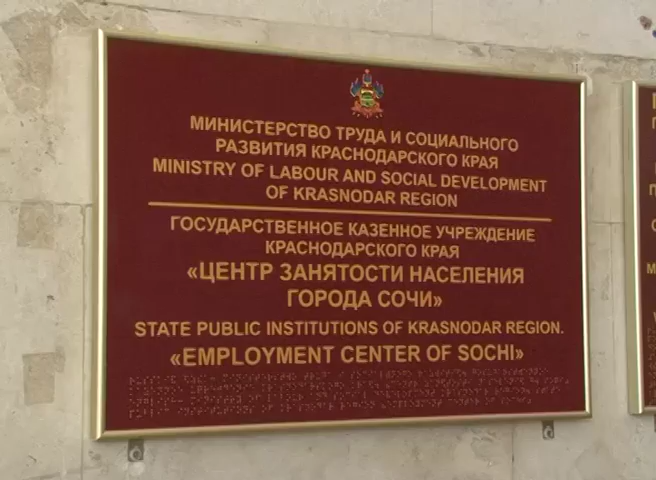 МИНИСТЕРСТВО ТРУДА И СОЦИАЛЬНОГО
РАЗВИТИЯ КРАСНОДАРСКОГО КРАЯ
MINISTRY OF LABOUR AND SOCIAL DEVELOPMENT
OF KRASNODAR REGION
ГОСУДАРСТВЕННОЕ КАЗЕННОЕ УЧРЕЖДЕНИЕ
КРАСНОДАРСКОГО КРАЯ
«ЦЕНТР ЗАНЯТОСТИ НАСЕЛЕНИЯ
ГОРОДА СОЧИ»
STATE PUBLIC INSTITUTIONS OF KRASNODAR REGION.
«EMPLOYMENT CENTER OF SOCHI»